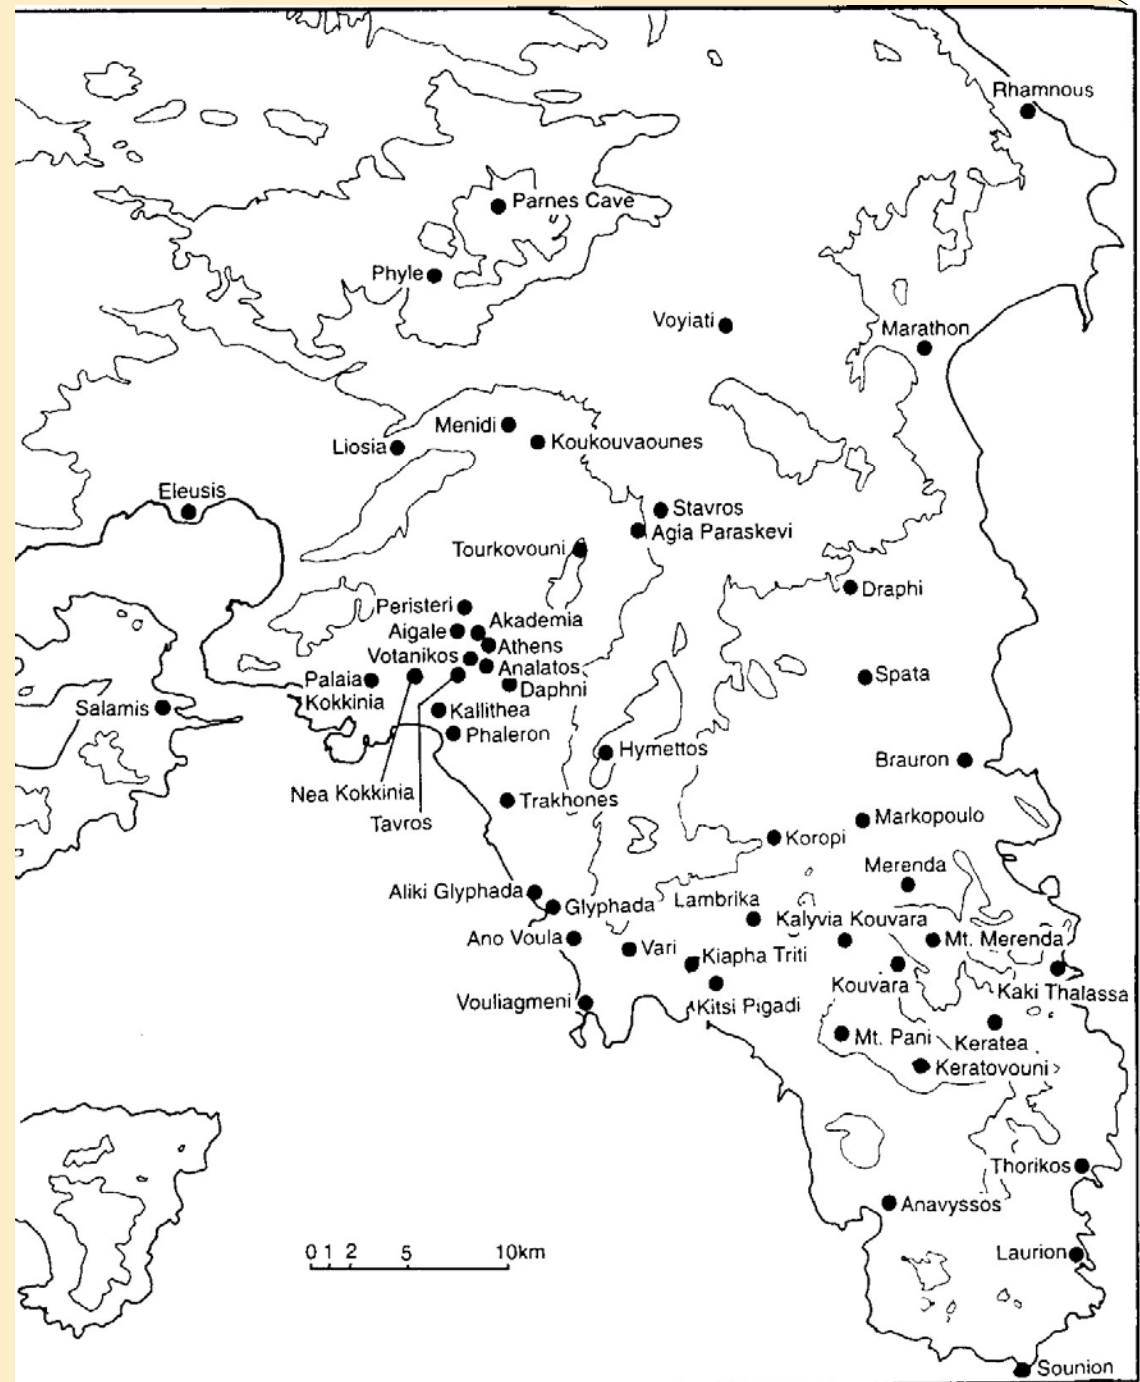 Rhamnous
Parnes Cave
Phyle
Voyiati
Marathon
Menidi
Koukouvaounes
Liosia
Eleusis
Stavros
Agia Paraskevi
Tourkovouni
Draphi
Peristeri
Akademia
Aigale
Athens
Votanikos
Analatos
Palaia
Kokkinia
Daphni
Spata
Salamis
Kallithea
Phaleron
Hymettos
Brauron
Nea Kokkinia
Tavros
Trakhones
Markopoulo
Koropi
Merenda
Aliki Glyphada
Glyphada
Lambrika
Kalyvia Kouvara
Ano Voula
Vari
Kiapha Triti
Mt. Merenda
Kouvara
Kaki Thalassa
Vouliagmeni
Kitsi Pigadi
Mt. Pani
Keratea
Keratovouni
Thorikos
Anavyssos
Laurion
0 1 2 5 10km
Sounion